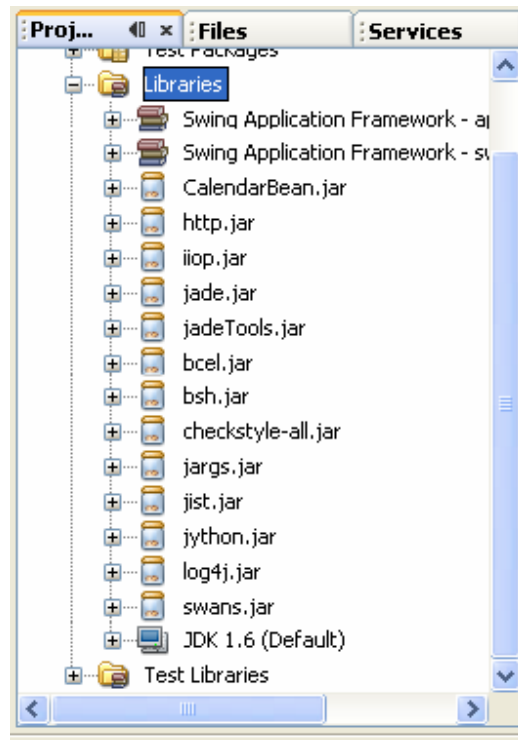 Proj... Files Services
Test Packages
Libraries
Swing Application Framework - a
Swing Application Framework - s
CalendarBean.jar
http.jar
iiop.jar
jade.jar
jadeTools.jar
bcel.jar
bsh.jar
checkstyle-all.jar
jargs.jar
jist.jar
jython.jar
log4j.jar
swans.jar
JDK 1.6 (Default)
Test Libraries